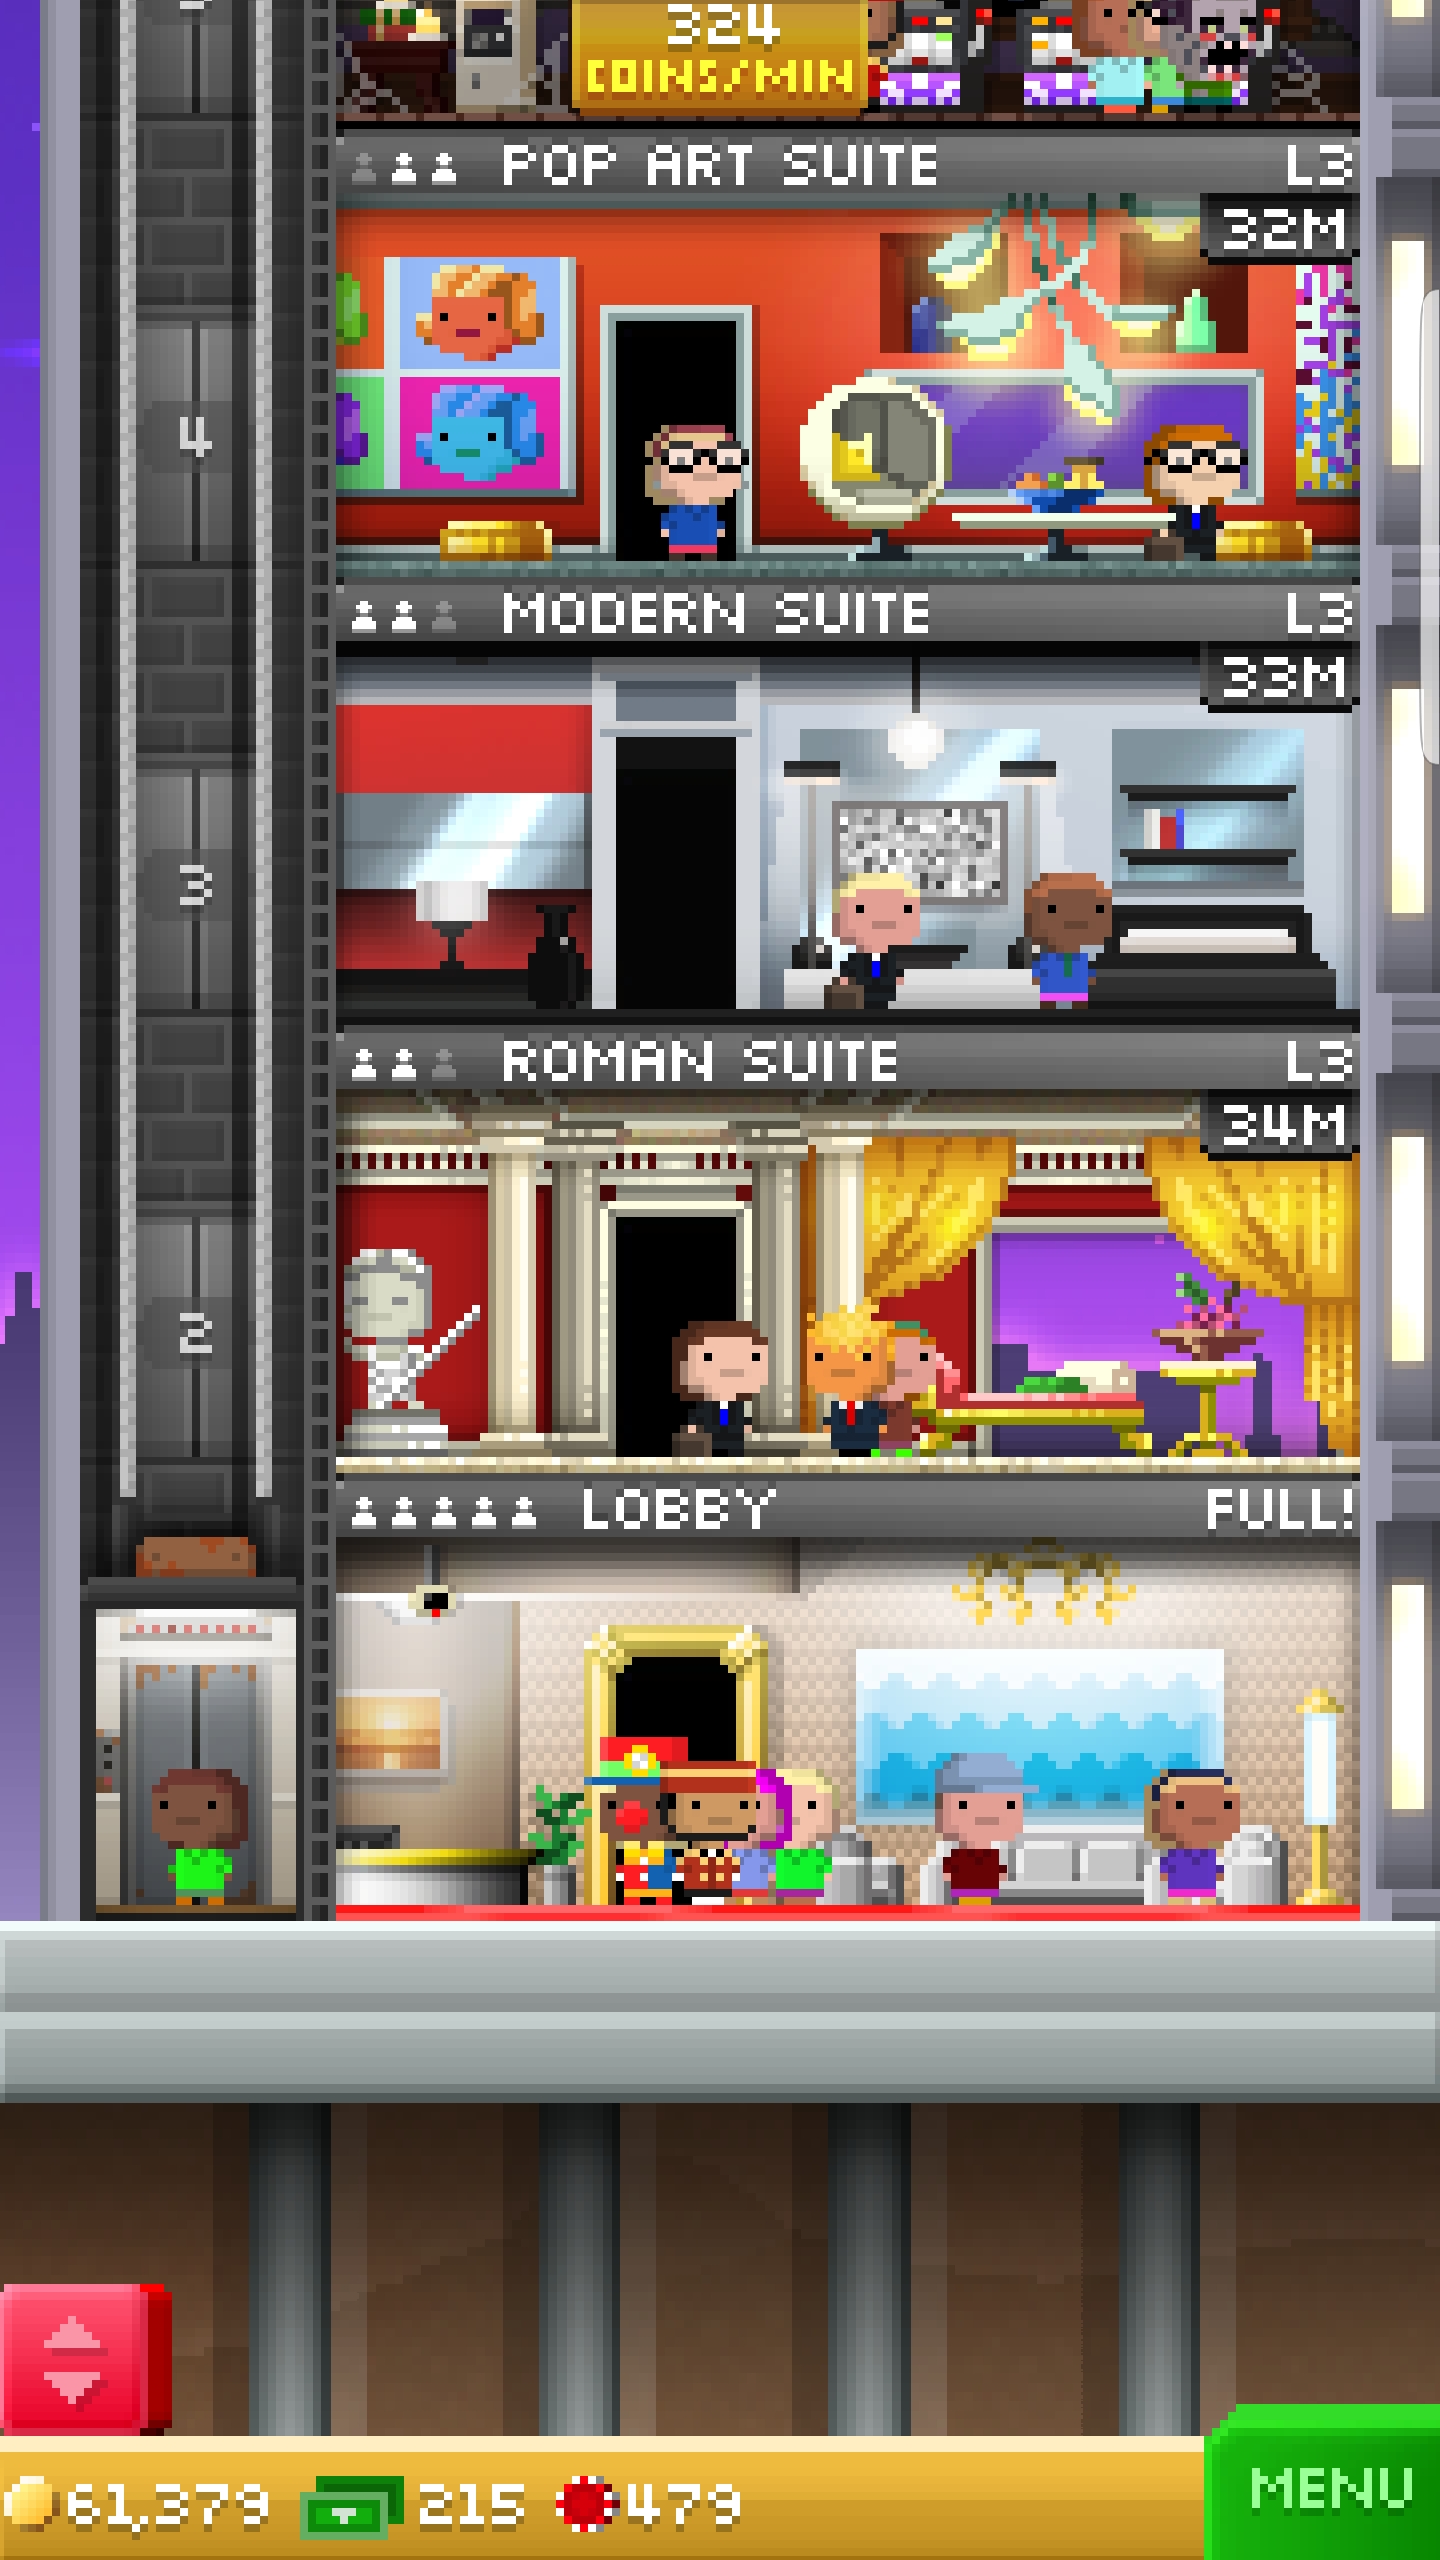 324
COINS/MIN
POP ART SUITE L3
32M
4
MODERN SUITE L3
33M
3
ROMAN SUITE L3
34M
2
LOBBY FULL!
61,379 215 479
MENU